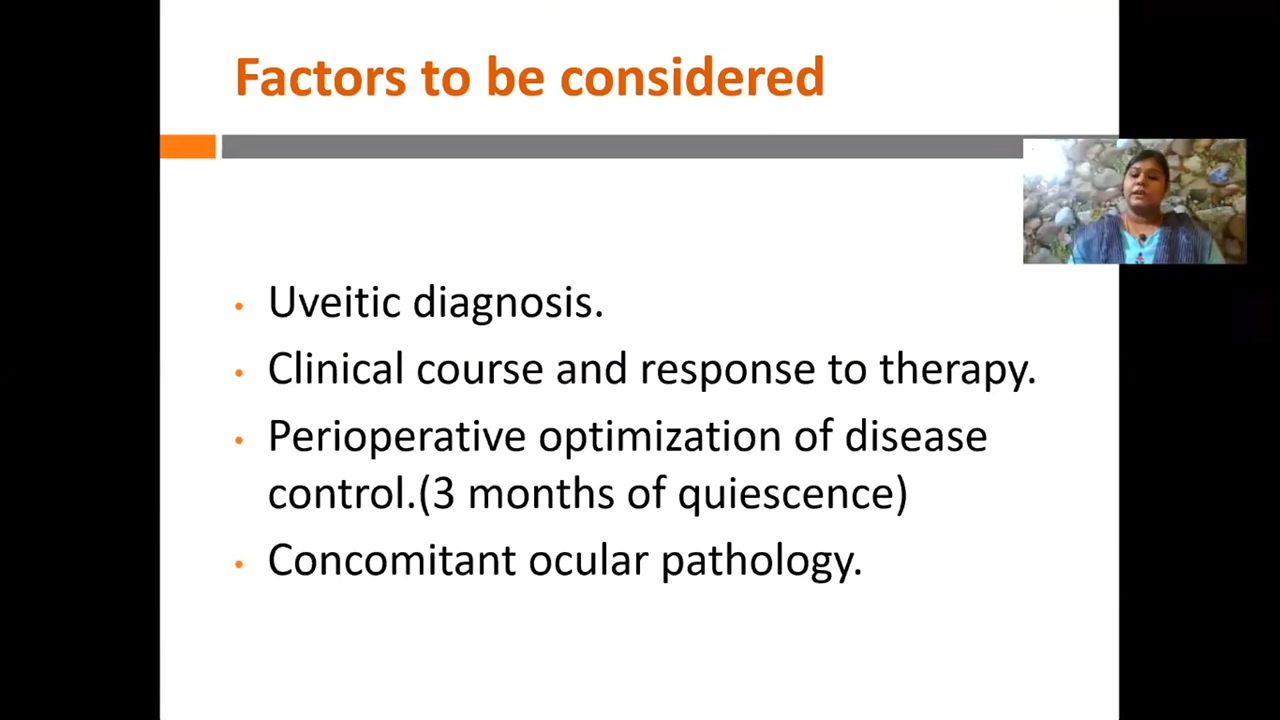 Factors to be considered
• Uveitic diagnosis.
• Clinical course and response to therapy.
• Perioperative optimization of disease
control.(3 months of quiescence)
• Concomitant ocular pathology.